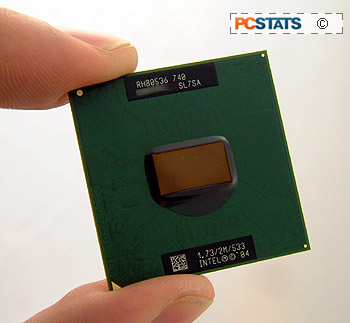 PCSTATS ©
RH80536 740
SL7SA
1.73/2M/533
INTEL Ⓜ © '04